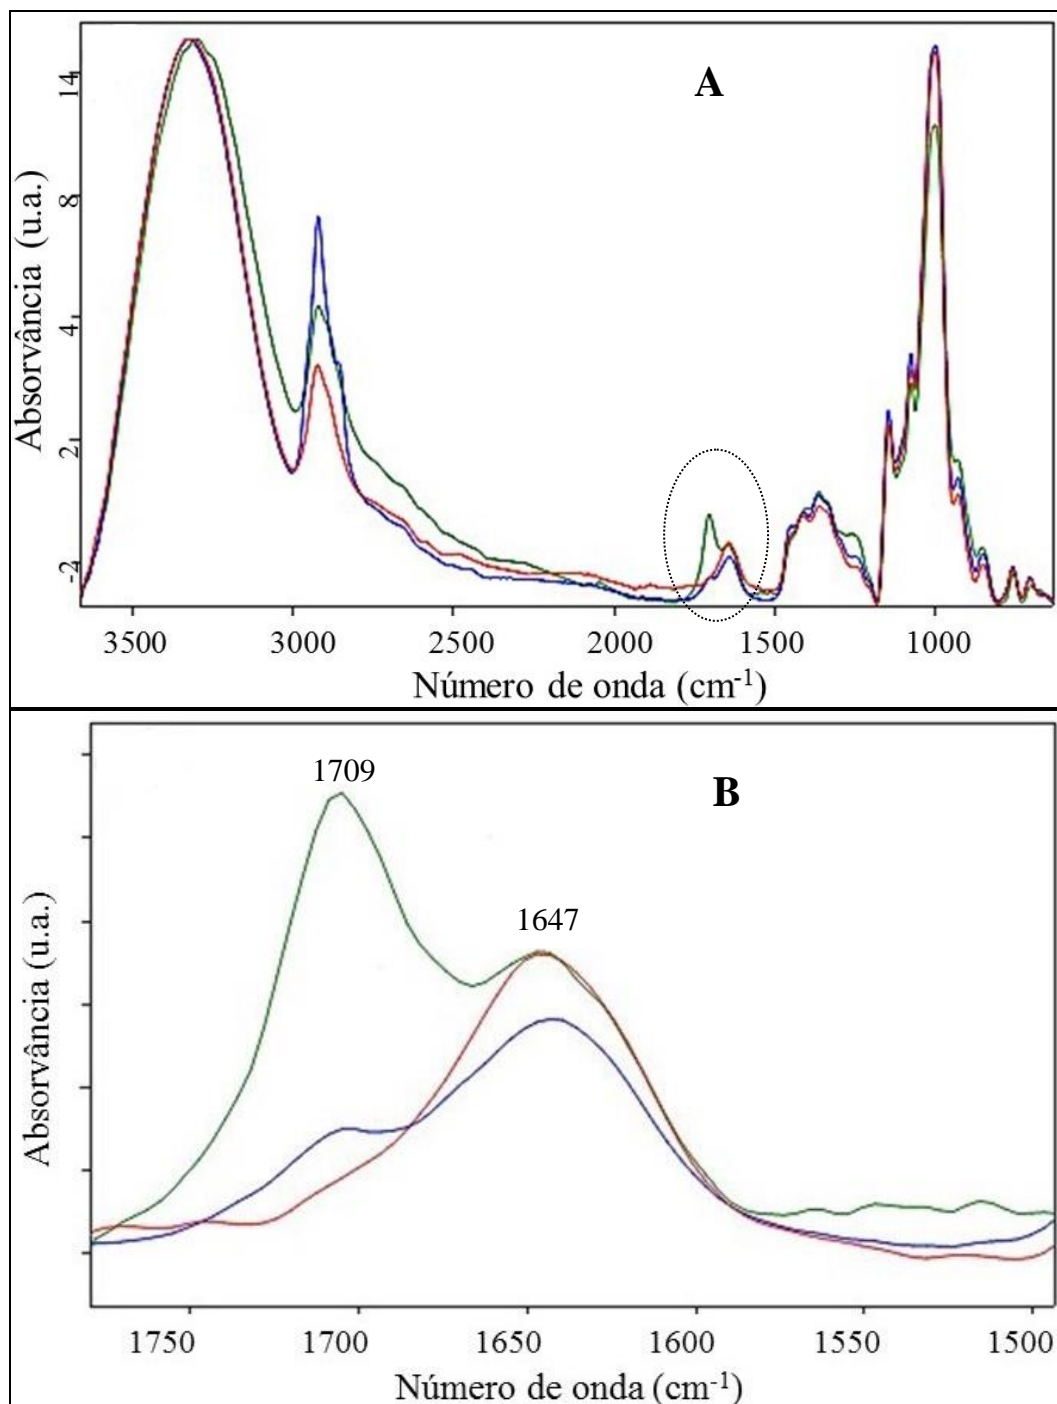 A
Absorvância (u.a.)
14
8
4
2
-2
3500 3000 2500 2000 1500 1000
Número de onda (cm⁻¹)
B
1709
1647
Absorvância (u.a.)
1750 1700 1650 1600 1550 1500
Número de onda (cm⁻¹)